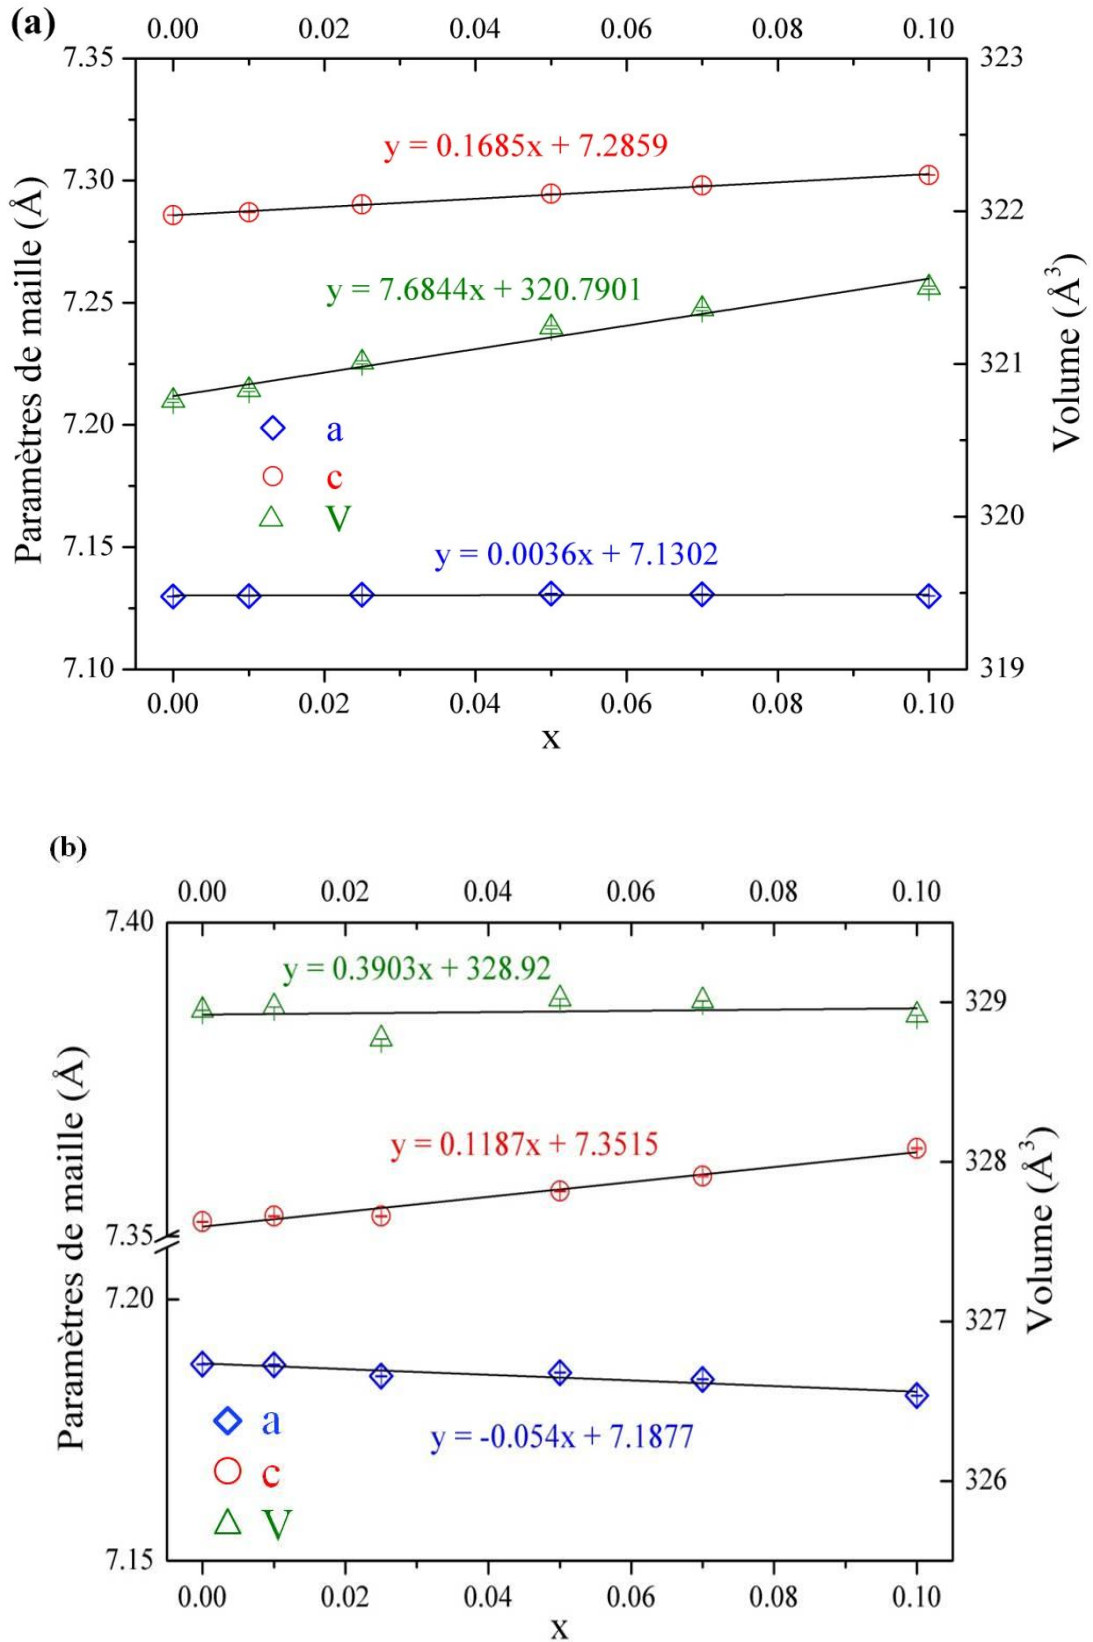 (a)
0.00 0.02 0.04 0.06 0.08 0.10
7.35 323
y = 0.1685x + 7.2859
7.30
322
y = 7.6844x + 320.7901
7.25
321
7.20
a
c
V
320
7.15
y = 0.0036x + 7.1302
7.10 319
Paramètres de maille (Å)
Volume (Å³)
0.00 0.02 0.04 0.06 0.08 0.10
x
(b)
0.00 0.02 0.04 0.06 0.08 0.10
7.40
y = 0.3903x + 328.92
329
y = 0.1187x + 7.3515
328
7.35
7.20
327
a
y = -0.054x + 7.1877
c
326
V
7.15
Paramètres de maille (Å)
Volume (Å³)
0.00 0.02 0.04 0.06 0.08 0.10
x